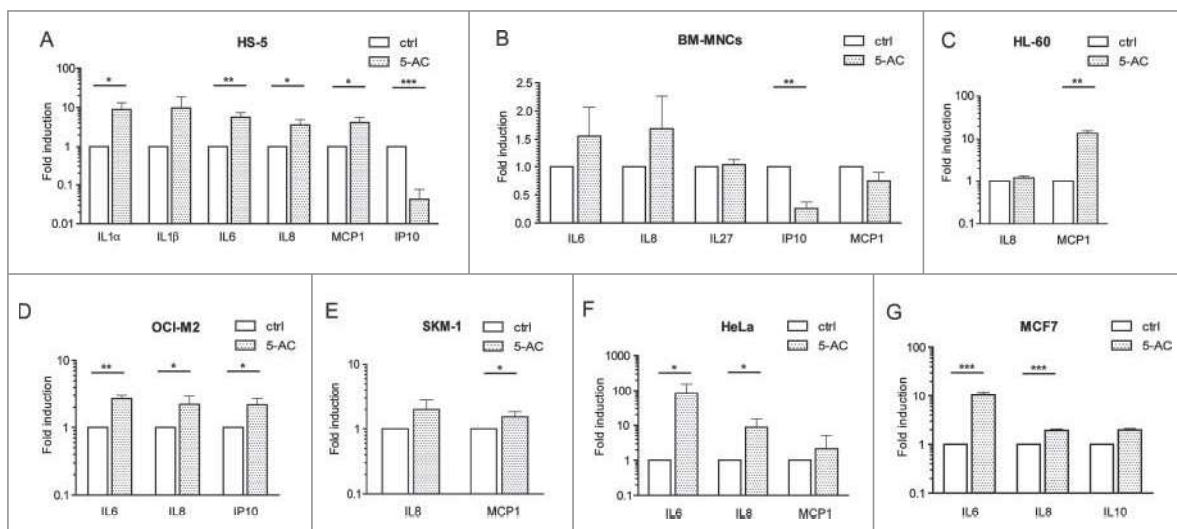 A
HS-5
ctrl
5-AC
* ** * * ***
Fold induction
100
10
1
0.1
0.01
IL1α IL1β IL6 IL8 MCP1 IP10
B
BM-MNCs
ctrl
5-AC
**
Fold induction
2.5
2.0
1.5
1.0
0.5
0.0
IL6 IL8 IL27 IP10 MCP1
C
HL-60
ctrl
5-AC
**
Fold induction
100
10
1
0.1
IL8 MCP1
D
OCI-M2
ctrl
5-AC
** * *
Fold induction
10
1
0.1
IL6 IL8 IP10
E
SKM-1
ctrl
5-AC
*
Fold induction
10
1
0.1
IL8 MCP1
F
HeLa
ctrl
5-AC
* *
Fold induction
1000
100
10
1
0.1
IL6 IL8 MCP1
G
MCF7
ctrl
5-AC
*** ***
Fold induction
100
10
1
0.1
IL6 IL8 IL10